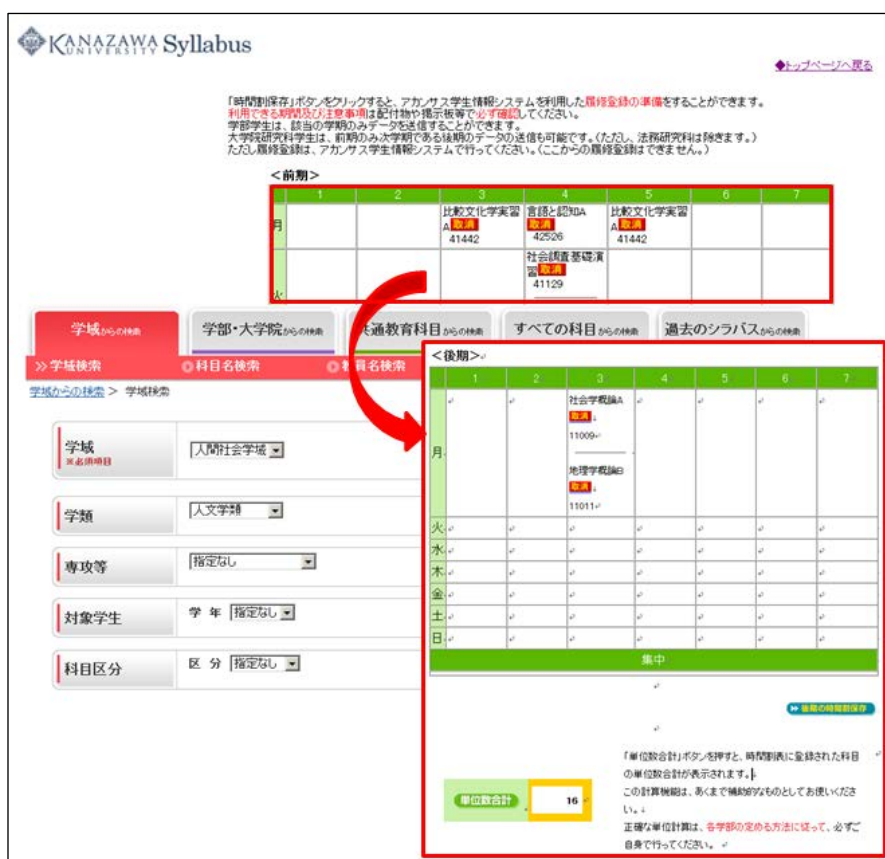 KANAZAWA UNIVERSITY Syllabus
◆トップページへ戻る
「時間割保存」ボタンをクリックすると、アカンサス学生情報システムを利用した履修登録の準備をすることができます。
利用できる期間及び注意事項は配付物や掲示板等で必ず確認してください。
学部学生は、該当の学期のみデータを送信することができます。
大学院研究科学生は、前期のみ次学期である後期のデータの送信も可能です。(ただし、法務研究科は除きます。)
ただし履修登録は、アカンサス学生情報システムで行ってください。(ここからの履修登録はできません。)
<前期>
1 2 3 4 5 6 7
月
比較文化学実習A取消
41442
言語と認知A
取消
42526
比較文化学実習A取消
41442
火
社会調査基礎演習取消
41129
学域からの検索 学部・大学院からの検索 共通教育科目からの検索 すべての科目からの検索 過去のシラバスからの検索
学域検索 科目名検索 教員名検索
学域からの検索 > 学域検索
学域
※必須項目
人間社会学域
学類 人文学類
専攻等 指定なし
対象学生 学 年 指定なし
科目区分 区 分 指定なし
<後期>
1 2 3 4 5 6 7
月
社会学概論A
取消
11009
地理学概論B
取消
11011
火
水
木
金
土
日
集中
後期の時間割保存
「単位数合計」ボタンを押すと、時間割表に登録された科目
の単位数合計が表示されます。
この計算機能は、あくまで補助的なものとしてお使いくださ
い。
正確な単位計算は、各学部の定める方法に従って、必ずご
自身で行ってください。
単位数合計 16